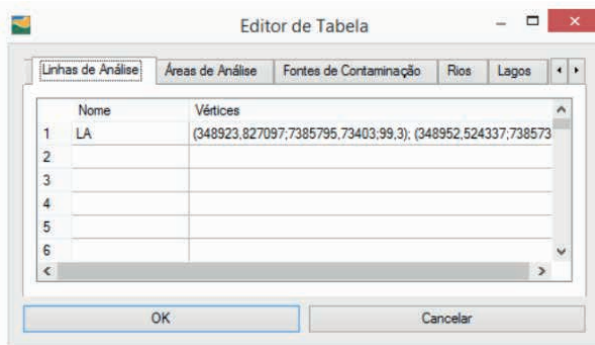 Editor de Tabela
Linhas de Análise Áreas de Análise Fontes de Contaminação Rios Lagos
Nome Vértices
1 LA (348923,827097;7385795,73403;99,3); (348952,524337;738573
2
3
4
5
6
OK Cancelar